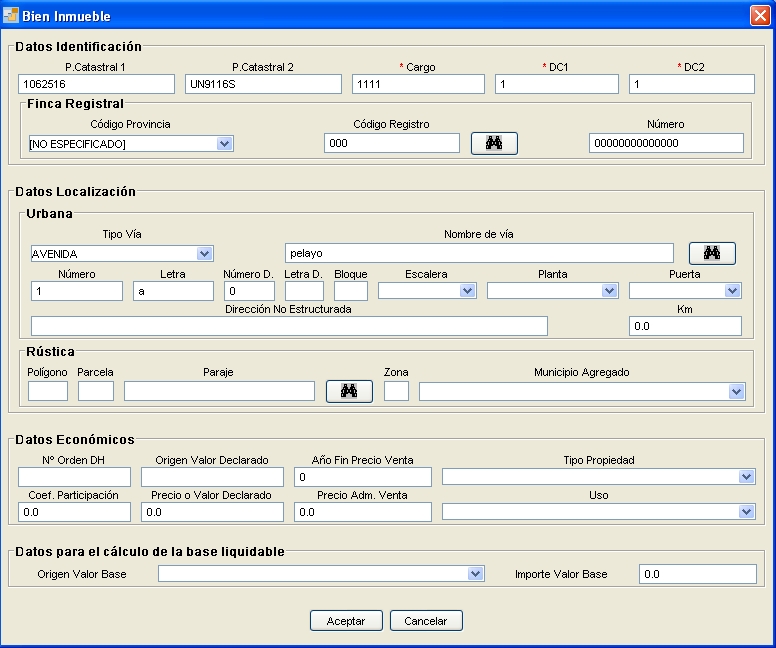 Bien Inmueble
Datos Identificación
P.Catastral 1 P.Catastral 2 * Cargo * DC1 * DC2
1062516 UN9116S 1111 1 1
Finca Registral
Código Provincia Código Registro Número
[NO ESPECIFICADO] 000 00000000000000
Datos Localización
Urbana
Tipo Vía Nombre de vía
AVENIDA pelayo
Número Letra Número D. Letra D. Bloque Escalera Planta Puerta
1 a 0
Dirección No Estructurada Km
0.0
Rústica
Polígono Parcela Paraje Zona Municipio Agregado
Datos Económicos
Nº Orden DH Origen Valor Declarado Año Fin Precio Venta Tipo Propiedad
0
Coef. Participación Precio o Valor Declarado Precio Adm. Venta Uso
0.0 0.0 0.0
Datos para el cálculo de la base liquidable
Origen Valor Base Importe Valor Base 0.0
Aceptar Cancelar